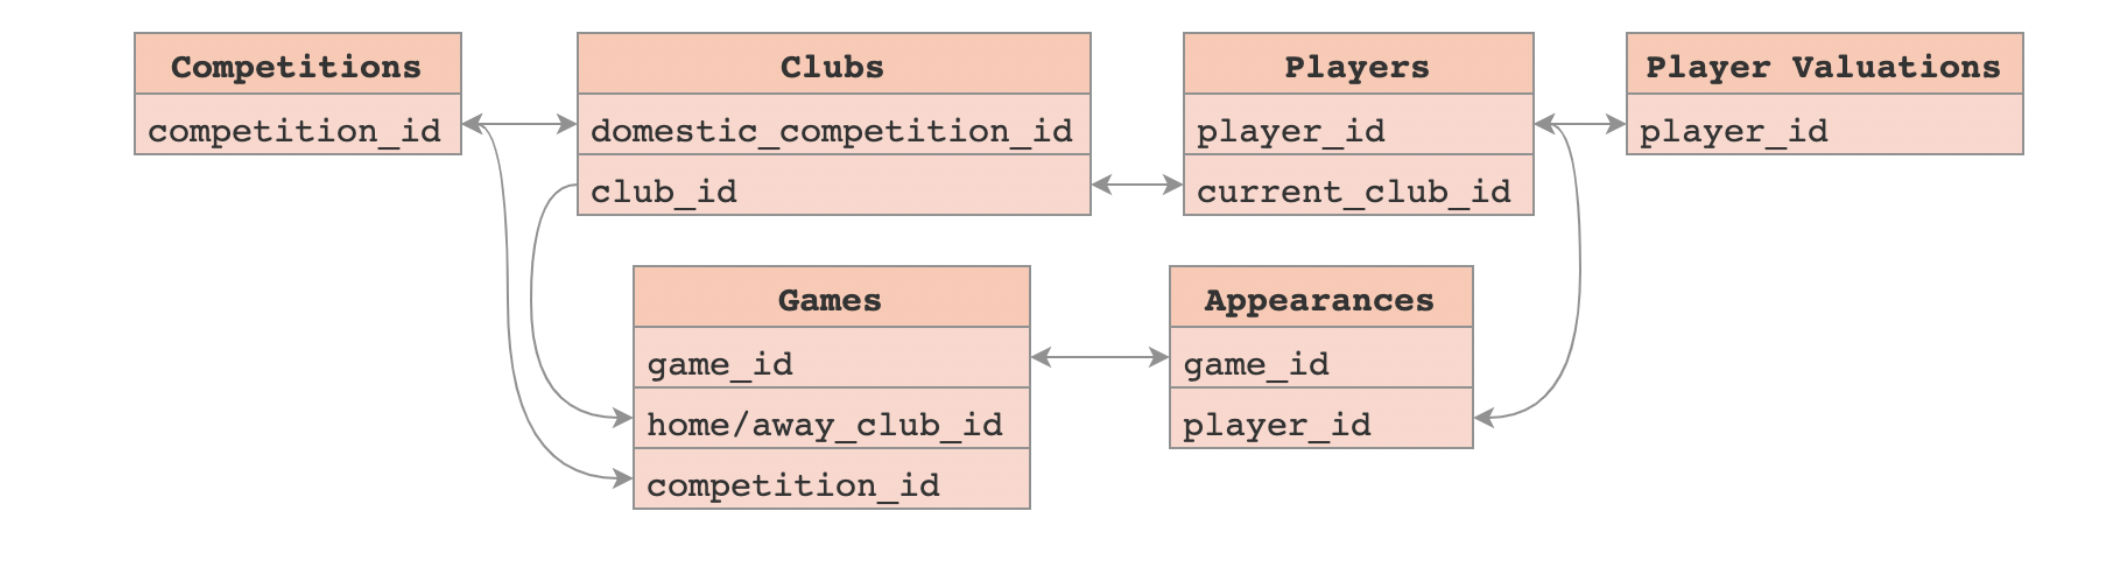 Competitions
competition_id
Clubs
domestic_competition_id
club_id
Players
player_id
current_club_id
Player Valuations
player_id
Games
game_id
home/away_club_id
competition_id
Appearances
game_id
player_id